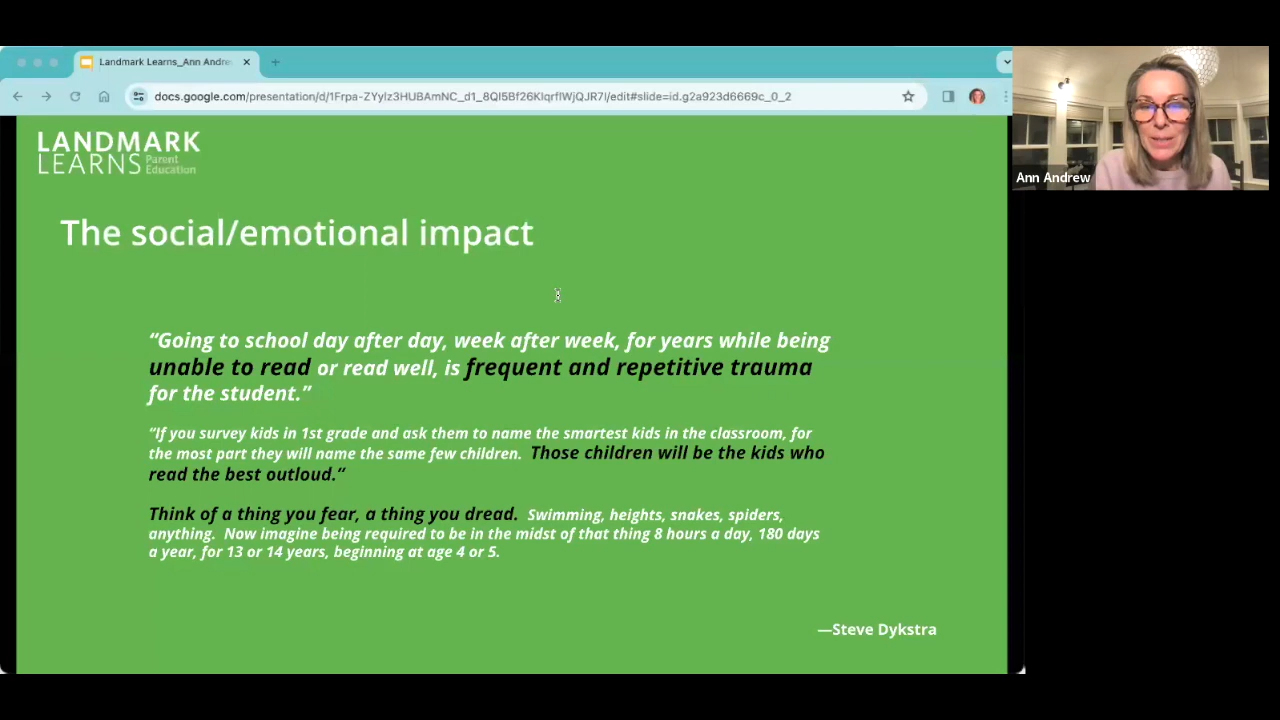 Landmark Learns_Ann Andre
docs.google.com/presentation/d/1Frpa-ZYylz3HUBAmNC_d1_8Ql5Bf26KIqrflWjQJR7I/edit#slide=id.g2a923d6669c_0_2
LANDMARK
LEARNS Parent Education
Ann Andrew
The social/emotional impact
“Going to school day after day, week after week, for years while being
unable to read or read well, is frequent and repetitive trauma
for the student.”
“If you survey kids in 1st grade and ask them to name the smartest kids in the classroom, for
the most part they will name the same few children. Those children will be the kids who
read the best outloud.“
Think of a thing you fear, a thing you dread. Swimming, heights, snakes, spiders,
anything. Now imagine being required to be in the midst of that thing 8 hours a day, 180 days
a year, for 13 or 14 years, beginning at age 4 or 5.
—Steve Dykstra